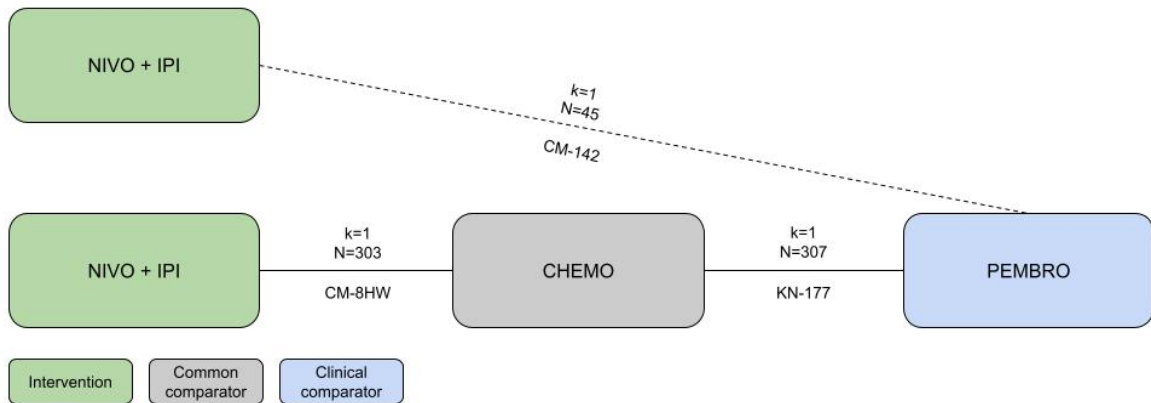 NIVO + IPI
k=1
N=45
CM-142
NIVO + IPI
k=1
N=303
CM-8HW
CHEMO
k=1
N=307
KN-177
PEMBRO
Intervention
Common
comparator
Clinical
comparator